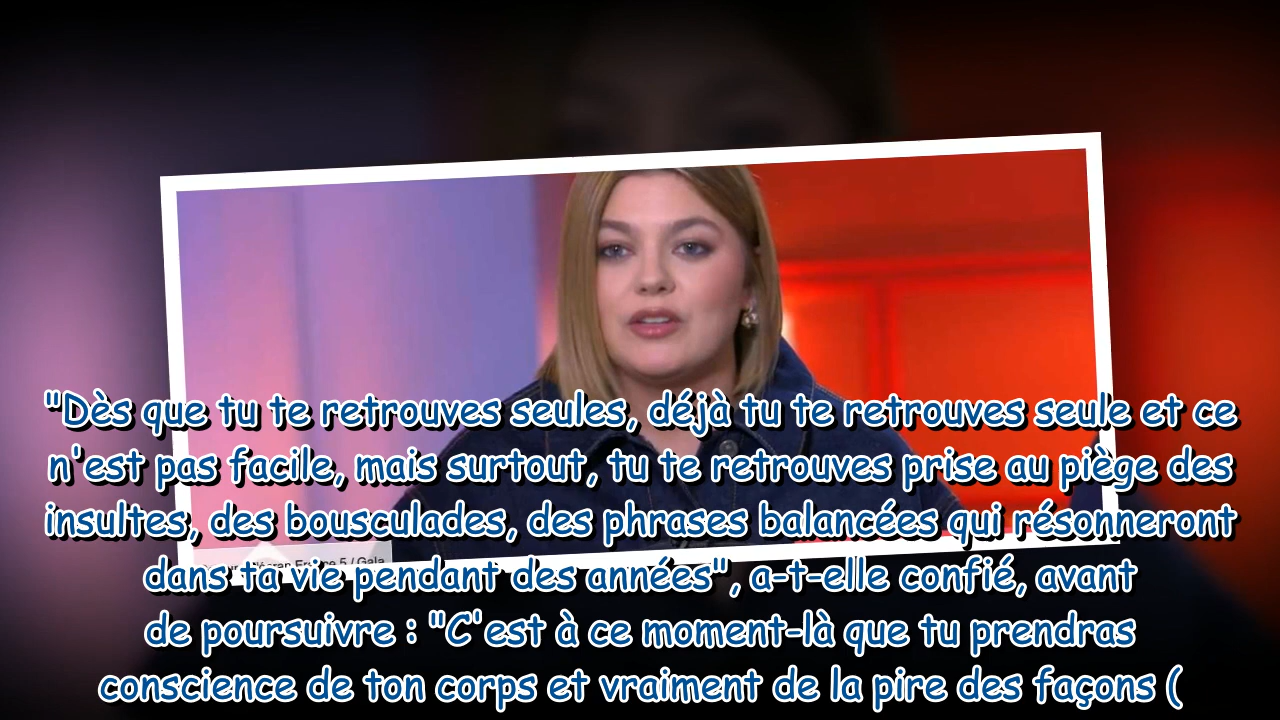 "Dès que tu te retrouves seules, déjà tu te retrouves seule et ce
n'est pas facile, mais surtout, tu te retrouves prise au piège des
insultes, des bousculades, des phrases balancées qui résonneront
dans ta vie pendant des années", a-t-elle confié, avant
de poursuivre : "C'est à ce moment-là que tu prendras
conscience de ton corps et vraiment de la pire des façons (